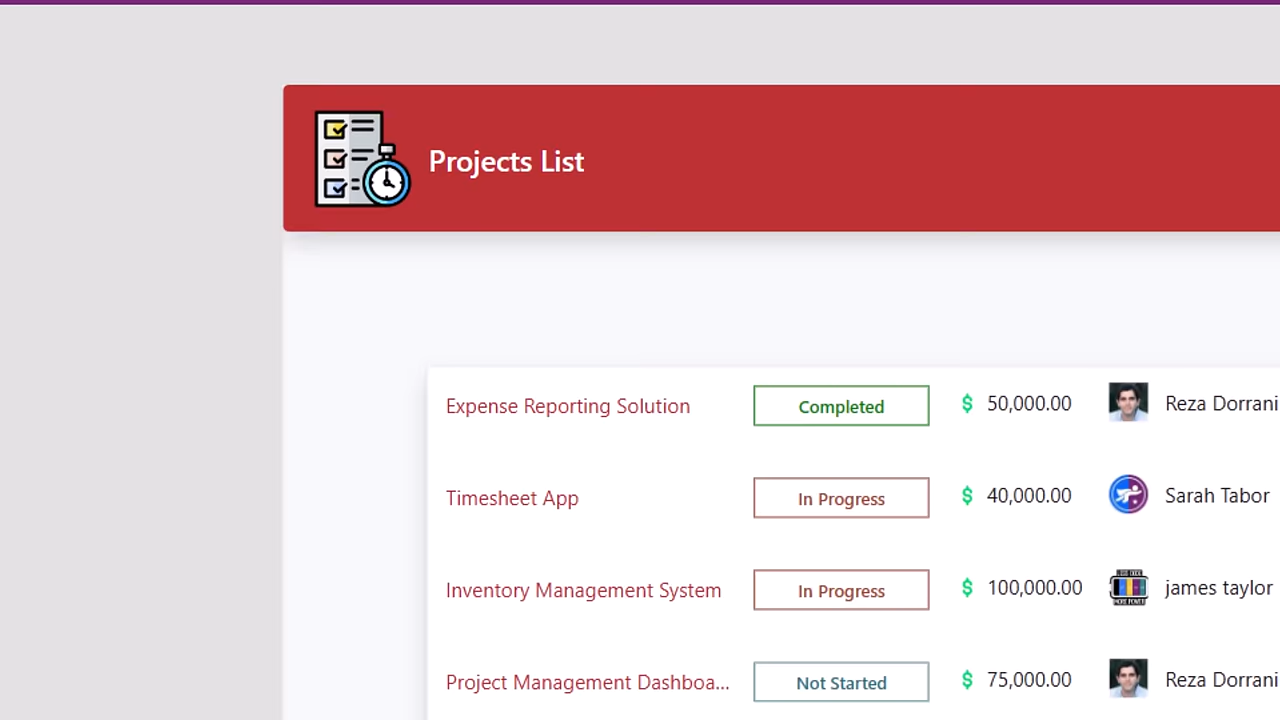 Projects List
Expense Reporting Solution Completed $ 50,000.00 Reza Dorrani
Timesheet App In Progress $ 40,000.00 Sarah Tabor
Inventory Management System In Progress $ 100,000.00 james taylor
Project Management Dashboa... Not Started $ 75,000.00 Reza Dorrani